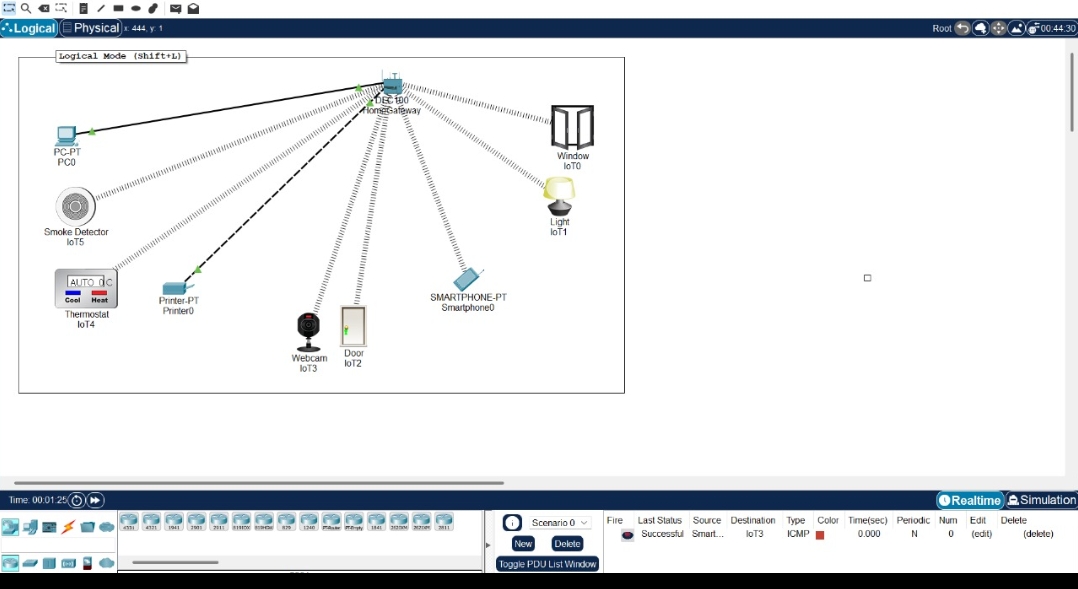 Logical
Physical
x: 444, y: 1
Root
00:44:30
Logical Mode (Shift+L)
DLC100
HomeGateway
PC-PT
PC0
Window
IoT0
Light
IoT1
Smoke Detector
IoT5
AUTO 0 C
Cool Heat
Thermostat
IoT4
Printer-PT
Printer0
SMARTPHONE-PT
Smartphone0
Webcam
IoT3
Door
IoT2
Time: 00:01:25
Realtime
Simulation
4331 4321 1941 2901 2911 819IOX 819HGW 829 1240 PT-Router PT-Empty 1841 2620XM 2621XM 2811
Scenario 0
New
Delete
Toggle PDU List Window
Fire Last Status Source Destination Type Color Time(sec) Periodic Num Edit Delete
Successful Smart... IoT3 ICMP 0.000 N 0 (edit) (delete)